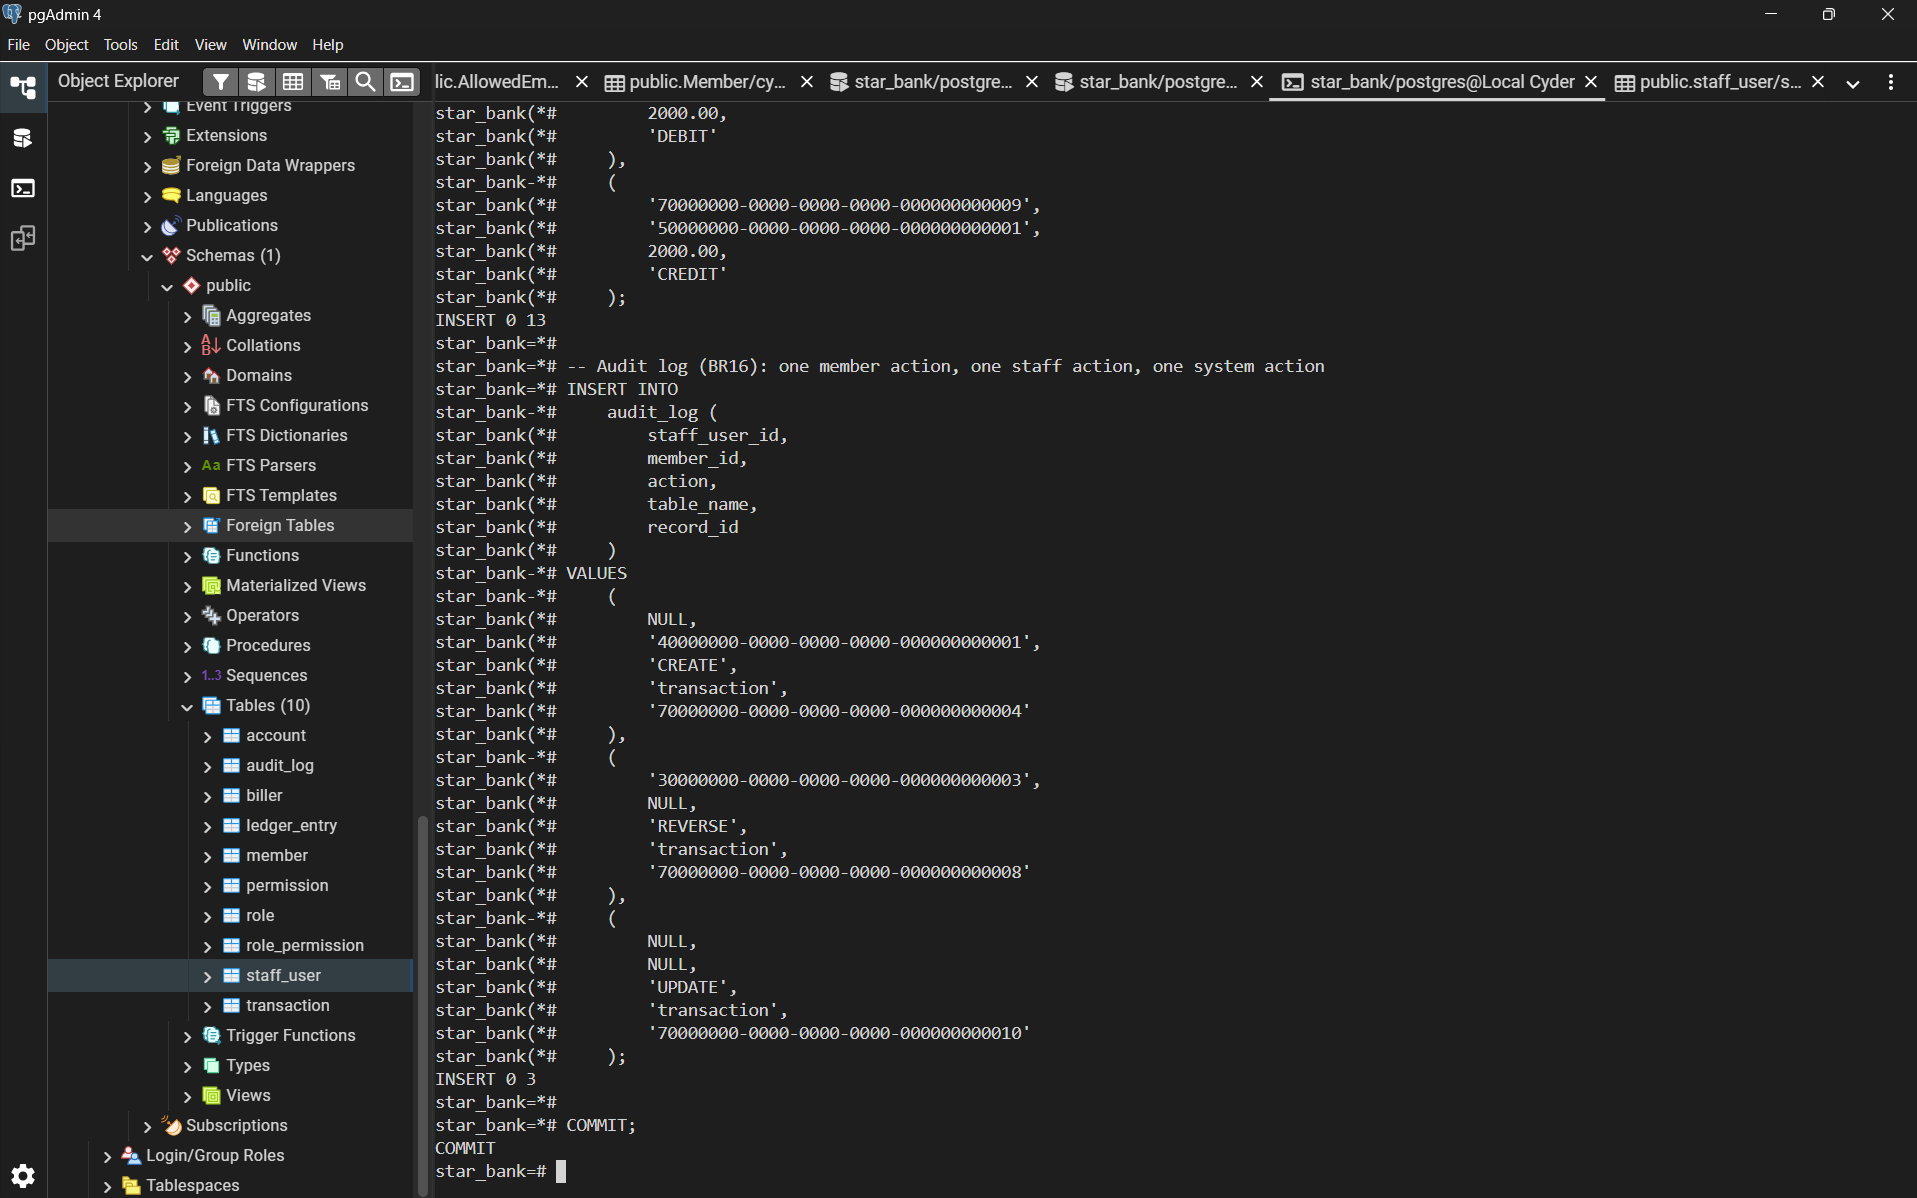 pgAdmin 4
File Object Tools Edit View Window Help
Object Explorer
lic.AllowedEm...
public.Member/cy...
star_bank/postgre...
star_bank/postgre...
star_bank/postgres@Local Cyder
public.staff_user/s...
Event Triggers
Extensions
Foreign Data Wrappers
Languages
Publications
Schemas (1)
public
Aggregates
Collations
Domains
FTS Configurations
FTS Dictionaries
FTS Parsers
FTS Templates
Foreign Tables
Functions
Materialized Views
Operators
Procedures
1..3 Sequences
Tables (10)
account
audit_log
biller
ledger_entry
member
permission
role
role_permission
staff_user
transaction
Trigger Functions
Types
Views
Subscriptions
Login/Group Roles
Tablespaces
star_bank(*#         2000.00,
star_bank(*#         'DEBIT'
star_bank(*#     ),
star_bank-*#     (
star_bank(*#         '70000000-0000-0000-0000-000000000009',
star_bank(*#         '50000000-0000-0000-0000-000000000001',
star_bank(*#         2000.00,
star_bank(*#         'CREDIT'
star_bank(*#     );
INSERT 0 13
star_bank=*#
star_bank=*# -- Audit log (BR16): one member action, one staff action, one system action
star_bank=*# INSERT INTO
star_bank-*#     audit_log (
star_bank(*#         staff_user_id,
star_bank(*#         member_id,
star_bank(*#         action,
star_bank(*#         table_name,
star_bank(*#         record_id
star_bank(*#     )
star_bank-*# VALUES
star_bank-*#     (
star_bank(*#         NULL,
star_bank(*#         '40000000-0000-0000-0000-000000000001',
star_bank(*#         'CREATE',
star_bank(*#         'transaction',
star_bank(*#         '70000000-0000-0000-0000-000000000004'
star_bank(*#     ),
star_bank-*#     (
star_bank(*#         '30000000-0000-0000-0000-000000000003',
star_bank(*#         NULL,
star_bank(*#         'REVERSE',
star_bank(*#         'transaction',
star_bank(*#         '70000000-0000-0000-0000-000000000008'
star_bank(*#     ),
star_bank-*#     (
star_bank(*#         NULL,
star_bank(*#         NULL,
star_bank(*#         'UPDATE',
star_bank(*#         'transaction',
star_bank(*#         '70000000-0000-0000-0000-000000000010'
star_bank(*#     );
INSERT 0 3
star_bank=*#
star_bank=*# COMMIT;
COMMIT
star_bank=#